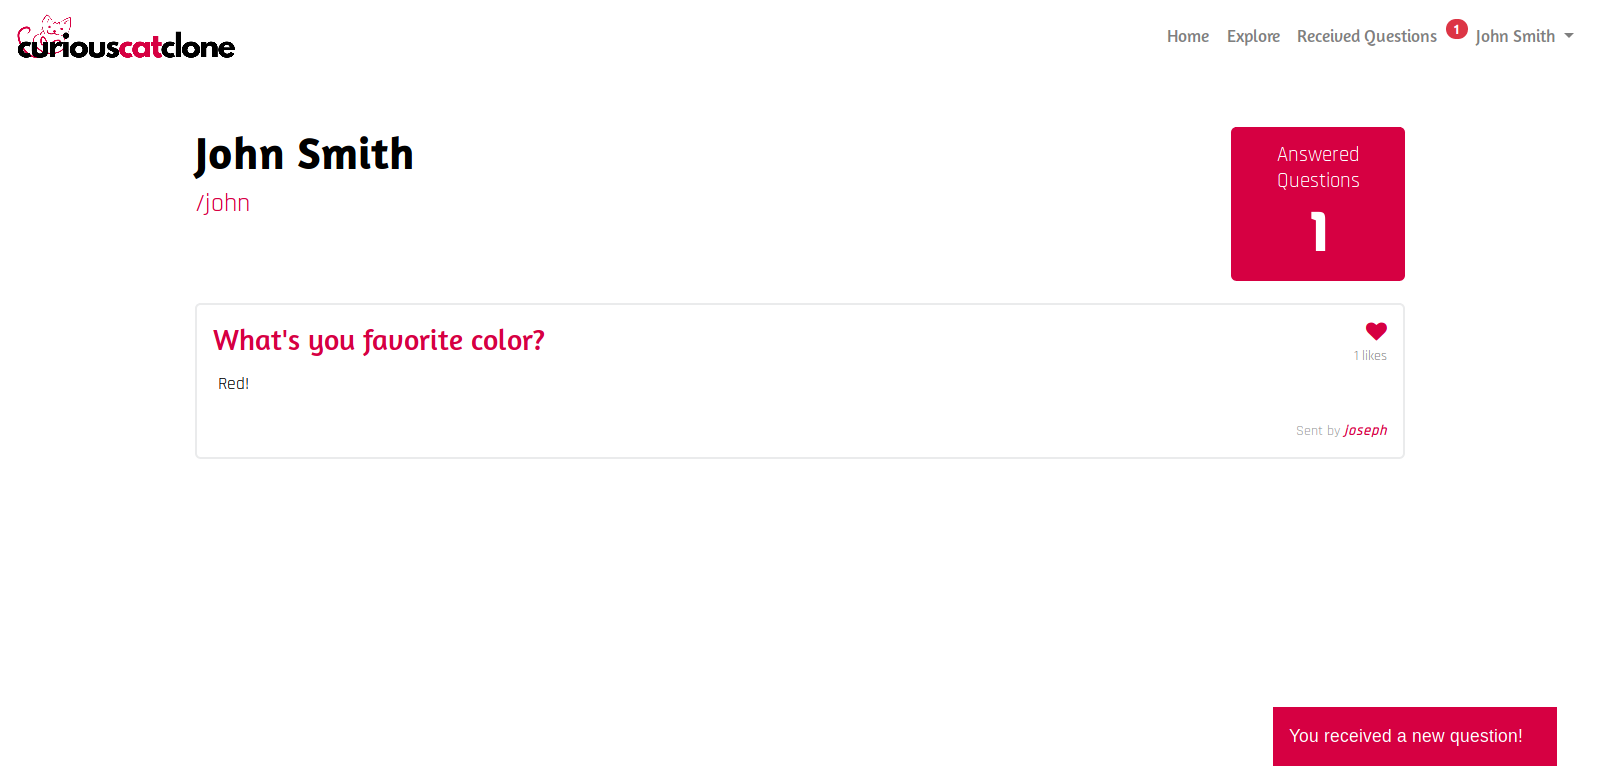 curiouscatclone
Home Explore Received Questions 1 John Smith
John Smith
/john
Answered
Questions
1
What's you favorite color?
1 likes
Red!
Sent by joseph
You received a new question!